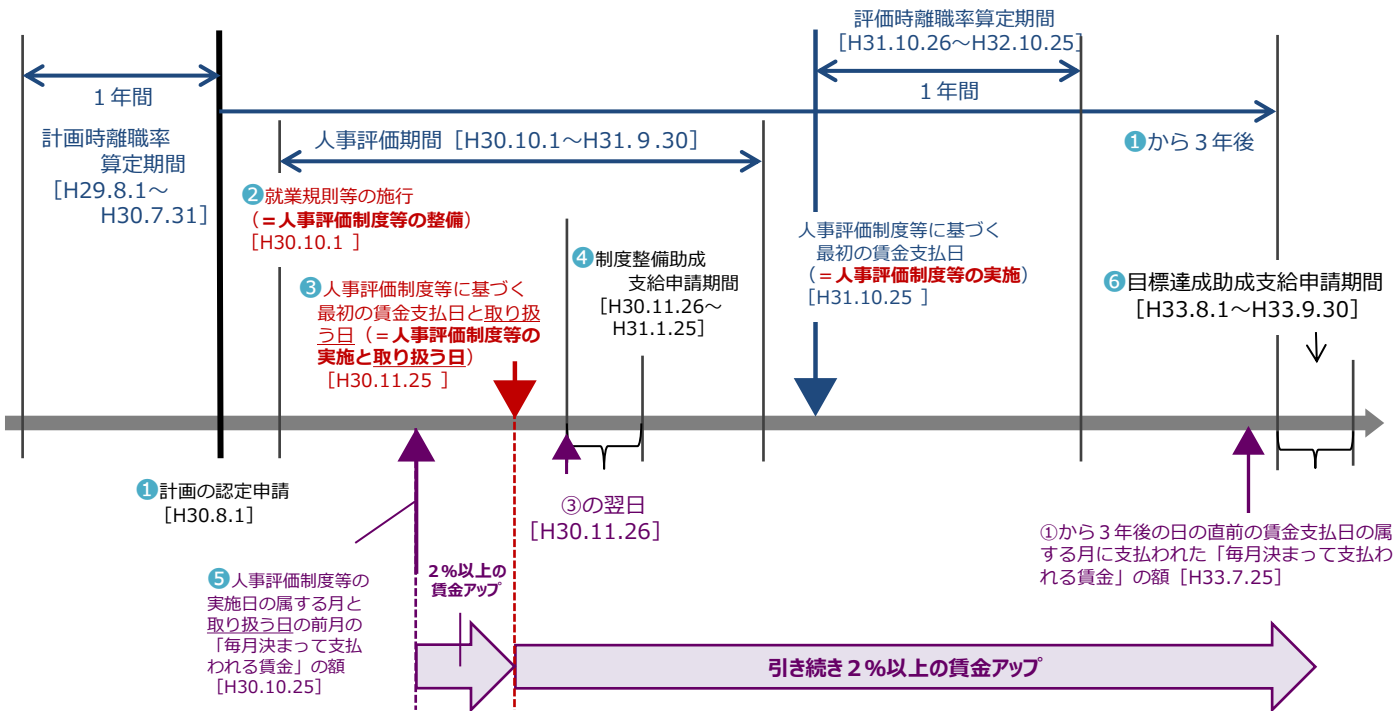 評価時離職率算定期間
[H31.10.26～H32.10.25]
１年間
１年間
計画時離職率
算定期間
[H29.8.1～
H30.7.31]
人事評価期間［H30.10.1～H31. 9 .30］
❶から３年後
❷就業規則等の施行
（＝人事評価制度等の整備）
[H30.10.1 ]
❸人事評価制度等に基づく
最初の賃金支払日と取り扱
う日（＝人事評価制度等の
実施と取り扱う日）
[H30.11.25 ]
❹制度整備助成
支給申請期間
[H30.11.26～
H31.1.25]
人事評価制度等に基づく
最初の賃金支払日
（＝人事評価制度等の実施）
[H31.10.25 ]
❻目標達成助成支給申請期間
[H33.8.1～H33.9.30]
❶計画の認定申請
[H30.8.1]
③の翌日
[H30.11.26]
①から３年後の日の直前の賃金支払日の属
する月に支払われた「毎月決まって支払わ
れる賃金」の額［H33.7.25］
❺人事評価制度等の
実施日の属する月と
取り扱う日の前月の
「毎月決まって支払
われる賃金」の額
[H30.10.25]
２%以上の
賃金アップ
引き続き２%以上の賃金アップ